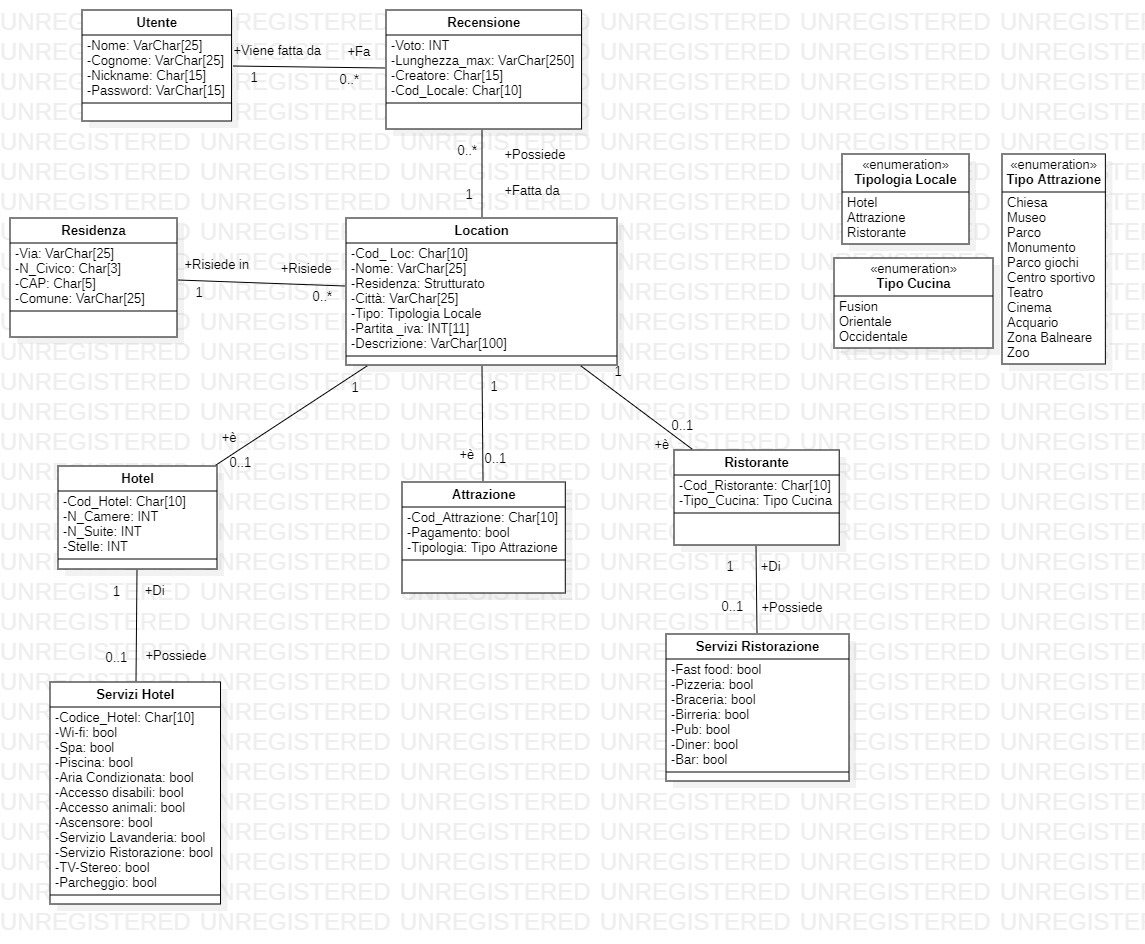 Utente
-Nome: VarChar[25]
-Cognome: VarChar[25]
-Nickname: Char[15]
-Password: VarChar[15]
+Viene fatta da
+Fa
1
0..*
Recensione
-Voto: INT
-Lunghezza_max: VarChar[250]
-Creatore: Char[15]
-Cod_Locale: Char[10]
0..*
+Possiede
1
+Fatta da
«enumeration»
Tipologia Locale
Hotel
Attrazione
Ristorante
«enumeration»
Tipo Attrazione
Chiesa
Museo
Parco
Monumento
Parco giochi
Centro sportivo
Teatro
Cinema
Acquario
Zona Balneare
Zoo
«enumeration»
Tipo Cucina
Fusion
Orientale
Occidentale
Residenza
-Via: VarChar[25]
-N_Civico: Char[3]
-CAP: Char[5]
-Comune: VarChar[25]
+Risiede in
+Risiede
1
0..*
Location
-Cod_ Loc: Char[10]
-Nome: VarChar[25]
-Residenza: Strutturato
-Città: VarChar[25]
-Tipo: Tipologia Locale
-Partita _iva: INT[11]
-Descrizione: VarChar[100]
1
1
1
+è
0..1
+è
0..1
0..1
+è
Hotel
-Cod_Hotel: Char[10]
-N_Camere: INT
-N_Suite: INT
-Stelle: INT
Attrazione
-Cod_Attrazione: Char[10]
-Pagamento: bool
-Tipologia: Tipo Attrazione
Ristorante
-Cod_Ristorante: Char[10]
-Tipo_Cucina: Tipo Cucina
1
+Di
0..1
+Possiede
1
+Di
0..1
+Possiede
Servizi Hotel
-Codice_Hotel: Char[10]
-Wi-fi: bool
-Spa: bool
-Piscina: bool
-Aria Condizionata: bool
-Accesso disabili: bool
-Accesso animali: bool
-Ascensore: bool
-Servizio Lavanderia: bool
-Servizio Ristorazione: bool
-TV-Stereo: bool
-Parcheggio: bool
Servizi Ristorazione
-Fast food: bool
-Pizzeria: bool
-Braceria: bool
-Birreria: bool
-Pub: bool
-Diner: bool
-Bar: bool
UNREGISTERED